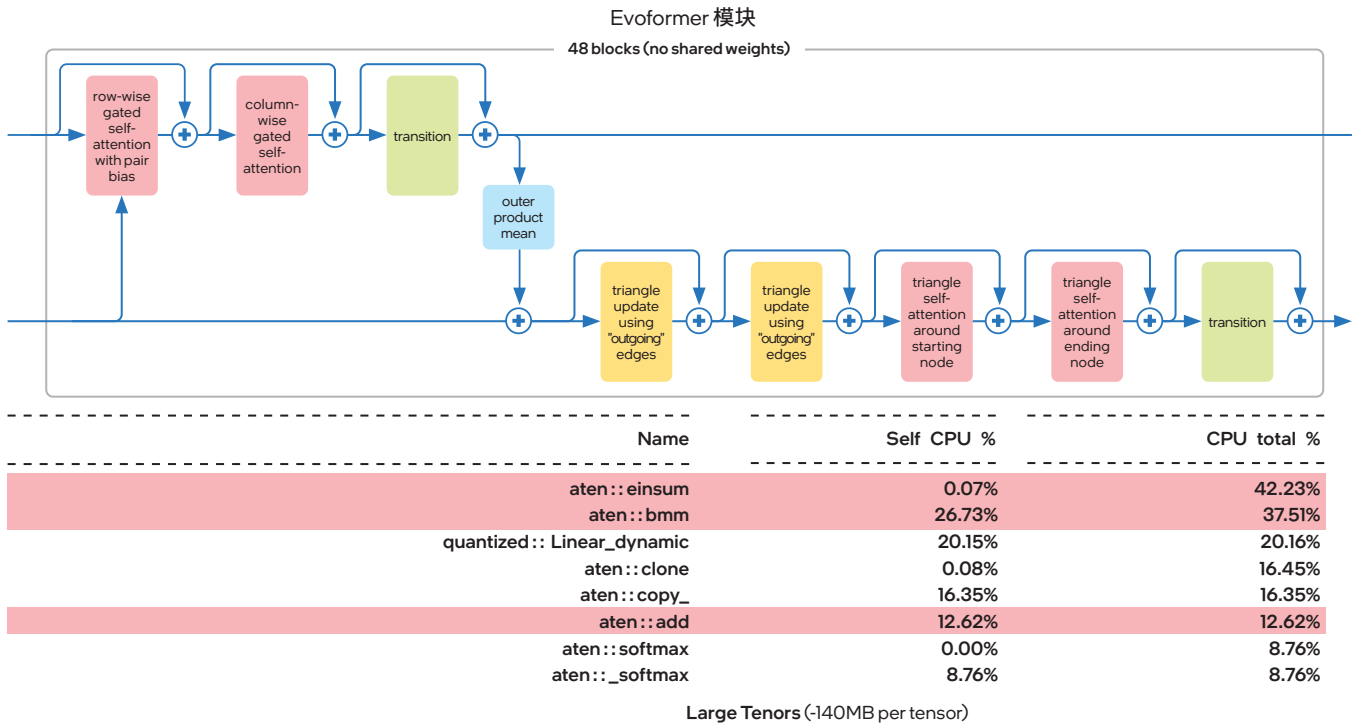 Evoformer 模块
48 blocks (no shared weights)
row-wise
gated
self-
attention
with pair
bias
column-
wise
gated
self-
attention
transition
outer
product
mean
triangle
update
using
"outgoing"
edges
triangle
update
using
"outgoing"
edges
triangle
self-
attention
around
starting
node
triangle
self-
attention
around
ending
node
transition
Name Self CPU % CPU total %
aten::einsum 0.07% 42.23%
aten::bmm 26.73% 37.51%
quantized:: Linear_dynamic 20.15% 20.16%
aten::clone 0.08% 16.45%
aten::copy_ 16.35% 16.35%
aten::add 12.62% 12.62%
aten::softmax 0.00% 8.76%
aten::_softmax 8.76% 8.76%
Large Tenors (-140MB per tensor)